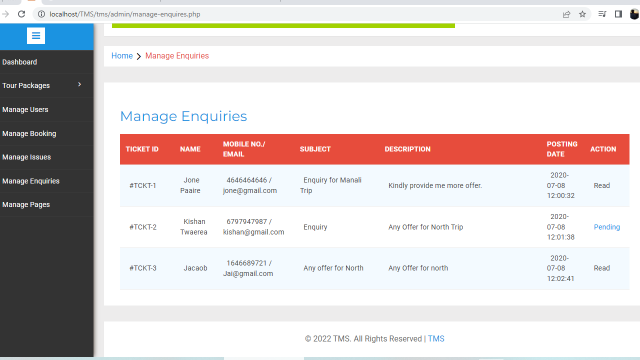 localhost/TMS/tms/admin/manage-enquires.php
Home > Manage Enquiries
Dashboard
Tour Packages >
Manage Users
Manage Booking
Manage Issues
Manage Enquiries
Manage Pages
Manage Enquiries
TICKET ID NAME MOBILE NO./ EMAIL SUBJECT DESCRIPTION POSTING DATE ACTION
#TCKT-1 Jone Paaire 4646464646 / jone@gmail.com Enquiry for Manali Trip Kindly provide me more offer. 2020-07-08 12:00:32 Read
#TCKT-2 Kishan Twaerea 6797947987 / kishan@gmail.com Enquiry Any Offer for North Trip 2020-07-08 12:01:38 Pending
#TCKT-3 Jacaob 1646689721 / Jai@gmail.com Any offer for North Any Offer for north 2020-07-08 12:02:41 Read
© 2022 TMS. All Rights Reserved | TMS